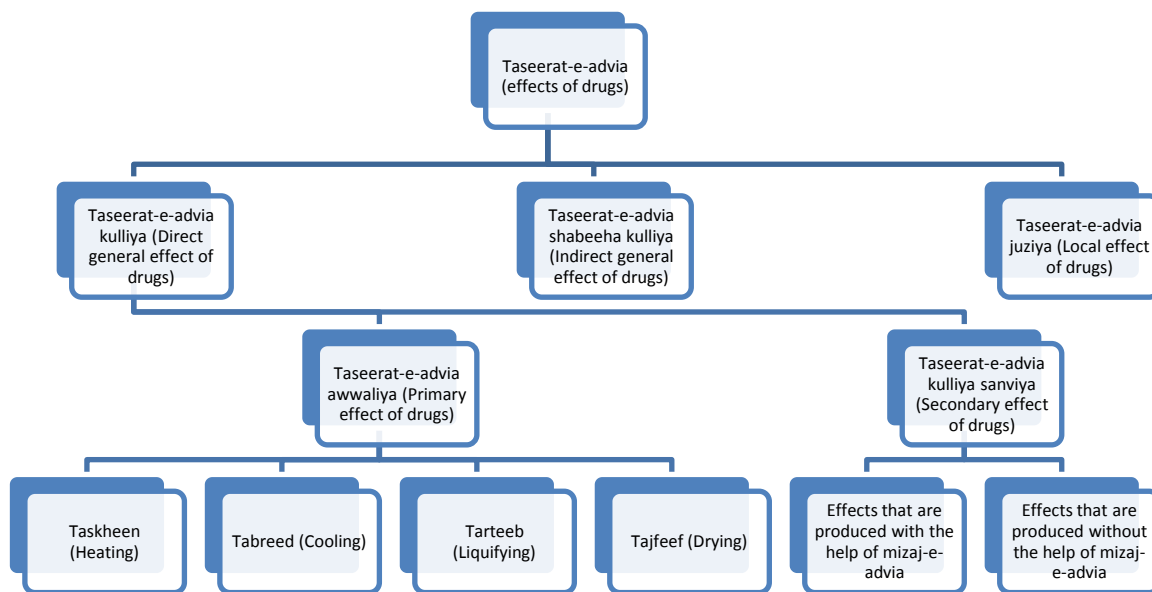 Taseerat-e-advia
(effects of drugs)
Taseerat-e-advia
kulliya (Direct
general effect of
drugs)
Taseerat-e-advia
shabeeha kulliya
(Indirect general
effect of drugs)
Taseerat-e-advia
juziya (Local effect
of drugs)
Taseerat-e-advia
awwaliya (Primary
effect of drugs)
Taseerat-e-advia
kulliya sanviya
(Secondary effect
of drugs)
Taskheen
(Heating)
Tabreed (Cooling)
Tarteeb
(Liquifying)
Tajfeef (Drying)
Effects that are
produced with the
help of mizaj-e-
advia
Effects that are
produced without
the help of mizaj-
e-advia